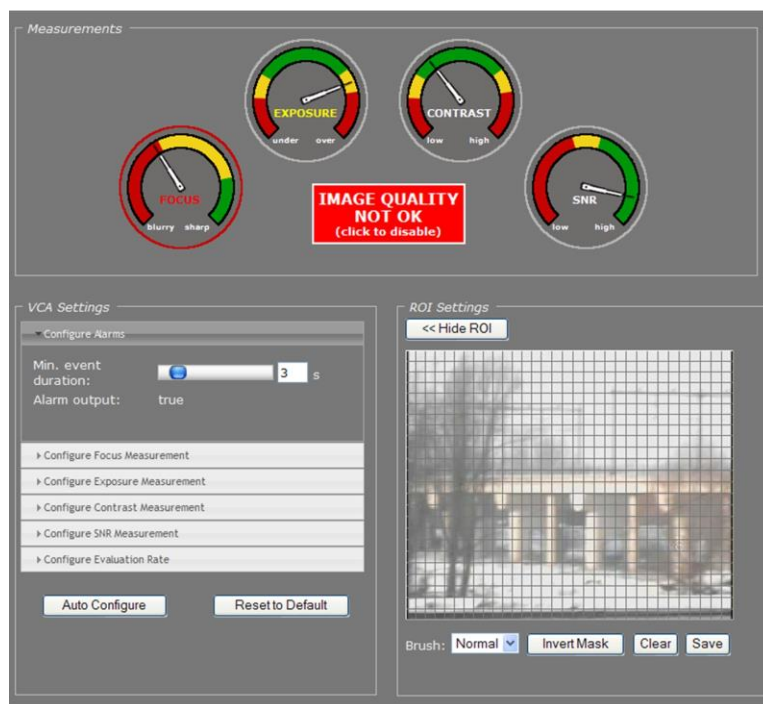 Measurements
EXPOSURE
under over
CONTRAST
low high
FOCUS
blurry sharp
IMAGE QUALITY
NOT OK
(click to disable)
SNR
low high
VCA Settings
Configure Alarms
Min. event
duration:
3 s
Alarm output: true
Configure Focus Measurement
Configure Exposure Measurement
Configure Contrast Measurement
Configure SNR Measurement
Configure Evaluation Rate
Auto Configure
Reset to Default
ROI Settings
<< Hide ROI
Brush: Normal
Invert Mask
Clear
Save